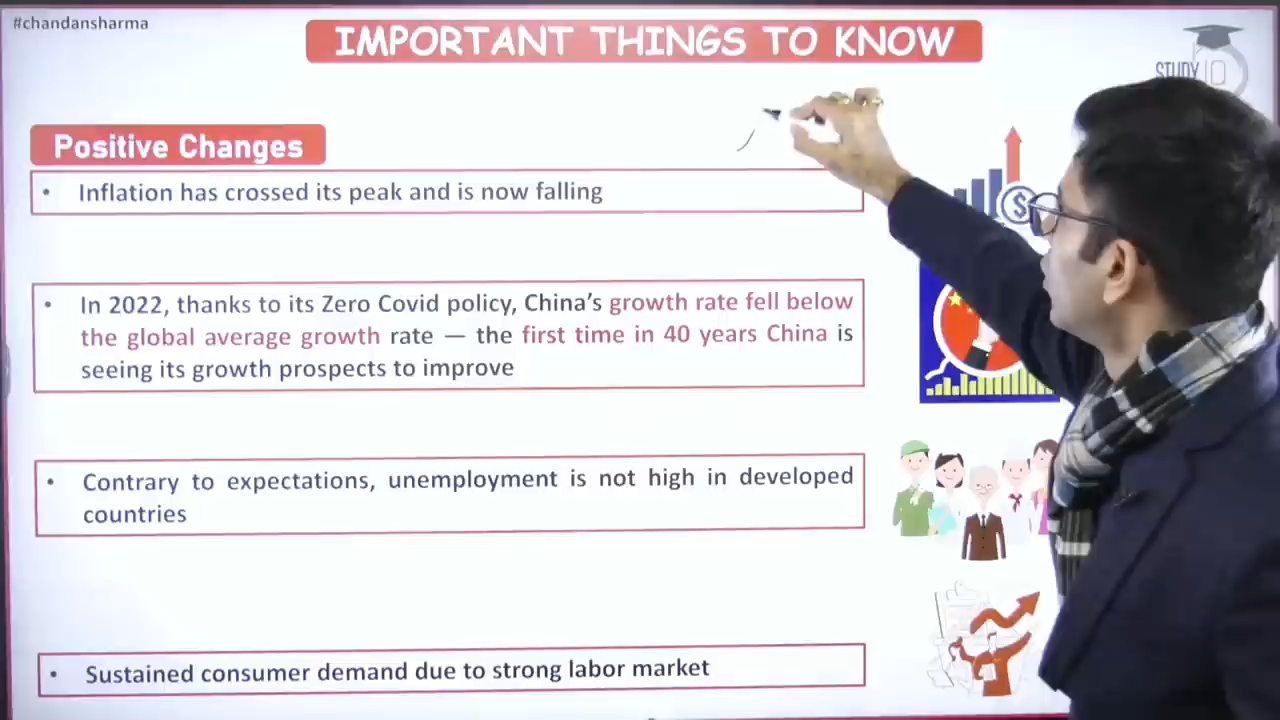 #chandansharma
IMPORTANT THINGS TO KNOW
STUDY IQ
Positive Changes
• Inflation has crossed its peak and is now falling
• In 2022, thanks to its Zero Covid policy, China's growth rate fell below
the global average growth rate — the first time in 40 years China is
seeing its growth prospects to improve
• Contrary to expectations, unemployment is not high in developed
countries
• Sustained consumer demand due to strong labor market